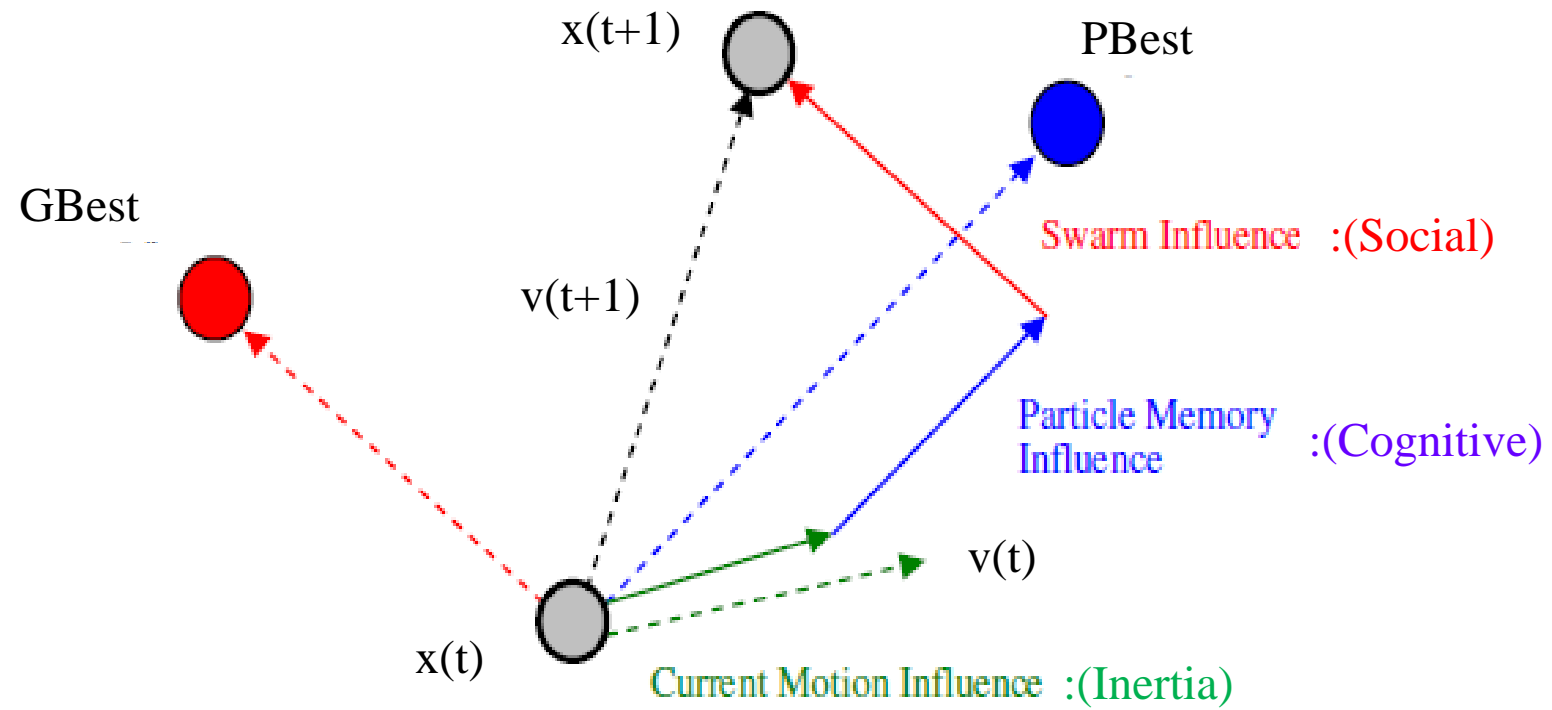 x(t+1)
PBest
GBest
Swarm Influence :(Social)
v(t+1)
Particle Memory
Influence :(Cognitive)
v(t)
x(t)
Current Motion Influence :(Inertia)